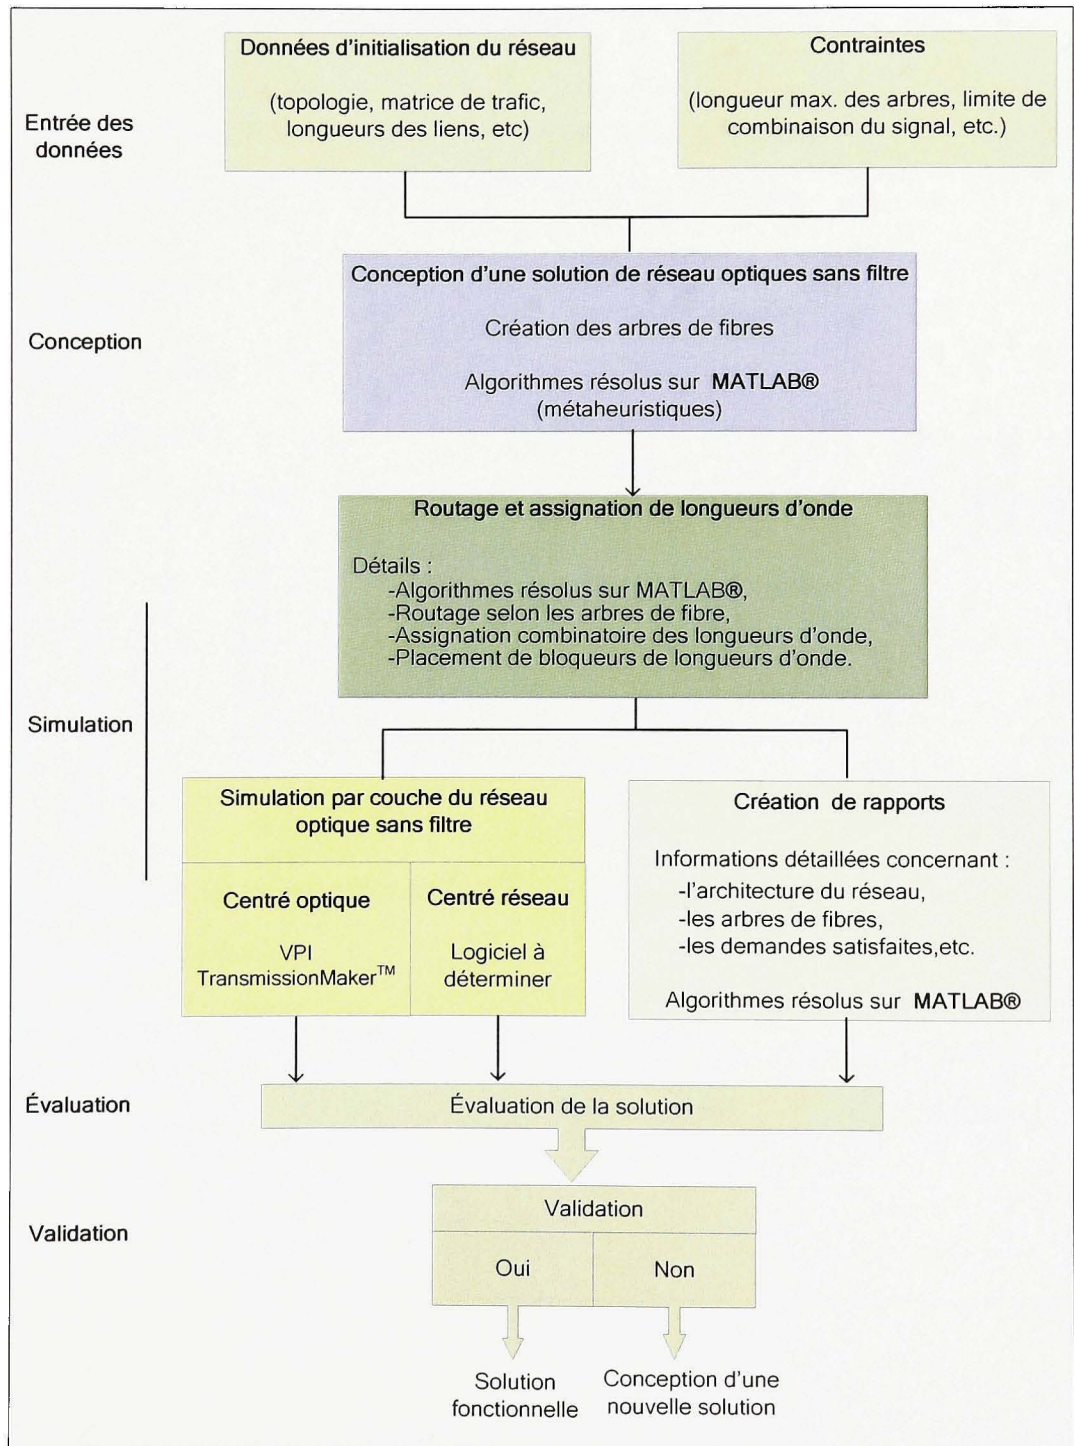 Données d'initialisation du réseau
(topologie, matrice de trafic,
longueurs des liens, etc)
Contraintes
(longueur max. des arbres, limite de
combinaison du signal, etc.)
Entrée des
données
Conception d'une solution de réseau optiques sans filtre
Création des arbres de fibres
Algorithmes résolus sur MATLAB®
(métaheuristiques)
Conception
Routage et assignation de longueurs d'onde
Détails :
-Algorithmes résolus sur MATLAB®,
-Routage selon les arbres de fibre,
-Assignation combinatoire des longueurs d'onde,
-Placement de bloqueurs de longueurs d'onde.
Simulation
Simulation par couche du réseau
optique sans filtre
Centré optique
VPI
TransmissionMaker™
Centré réseau
Logiciel à
déterminer
Création de rapports
Informations détaillées concernant :
-l'architecture du réseau,
-les arbres de fibres,
-les demandes satisfaites,etc.
Algorithmes résolus sur MATLAB®
Évaluation
Évaluation de la solution
Validation
Validation
Oui
Non
Solution
fonctionnelle
Conception d'une
nouvelle solution